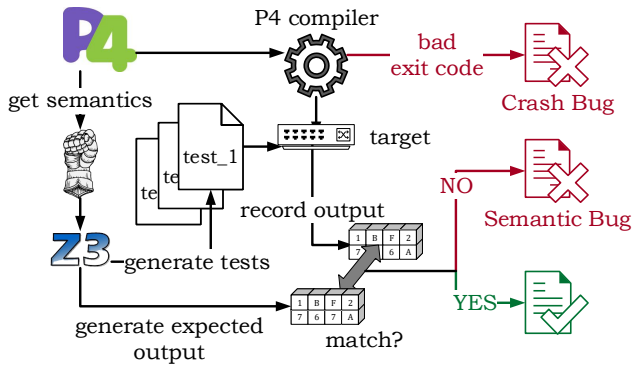 P4
P4 compiler
bad
exit code
Crash Bug
get semantics
test_1
te
te
target
NO
Semantic Bug
record output
1 B F 2
7 6 A
Z3
generate tests
YES
1 B F 2
7 6 7 A
generate expected
output
match?